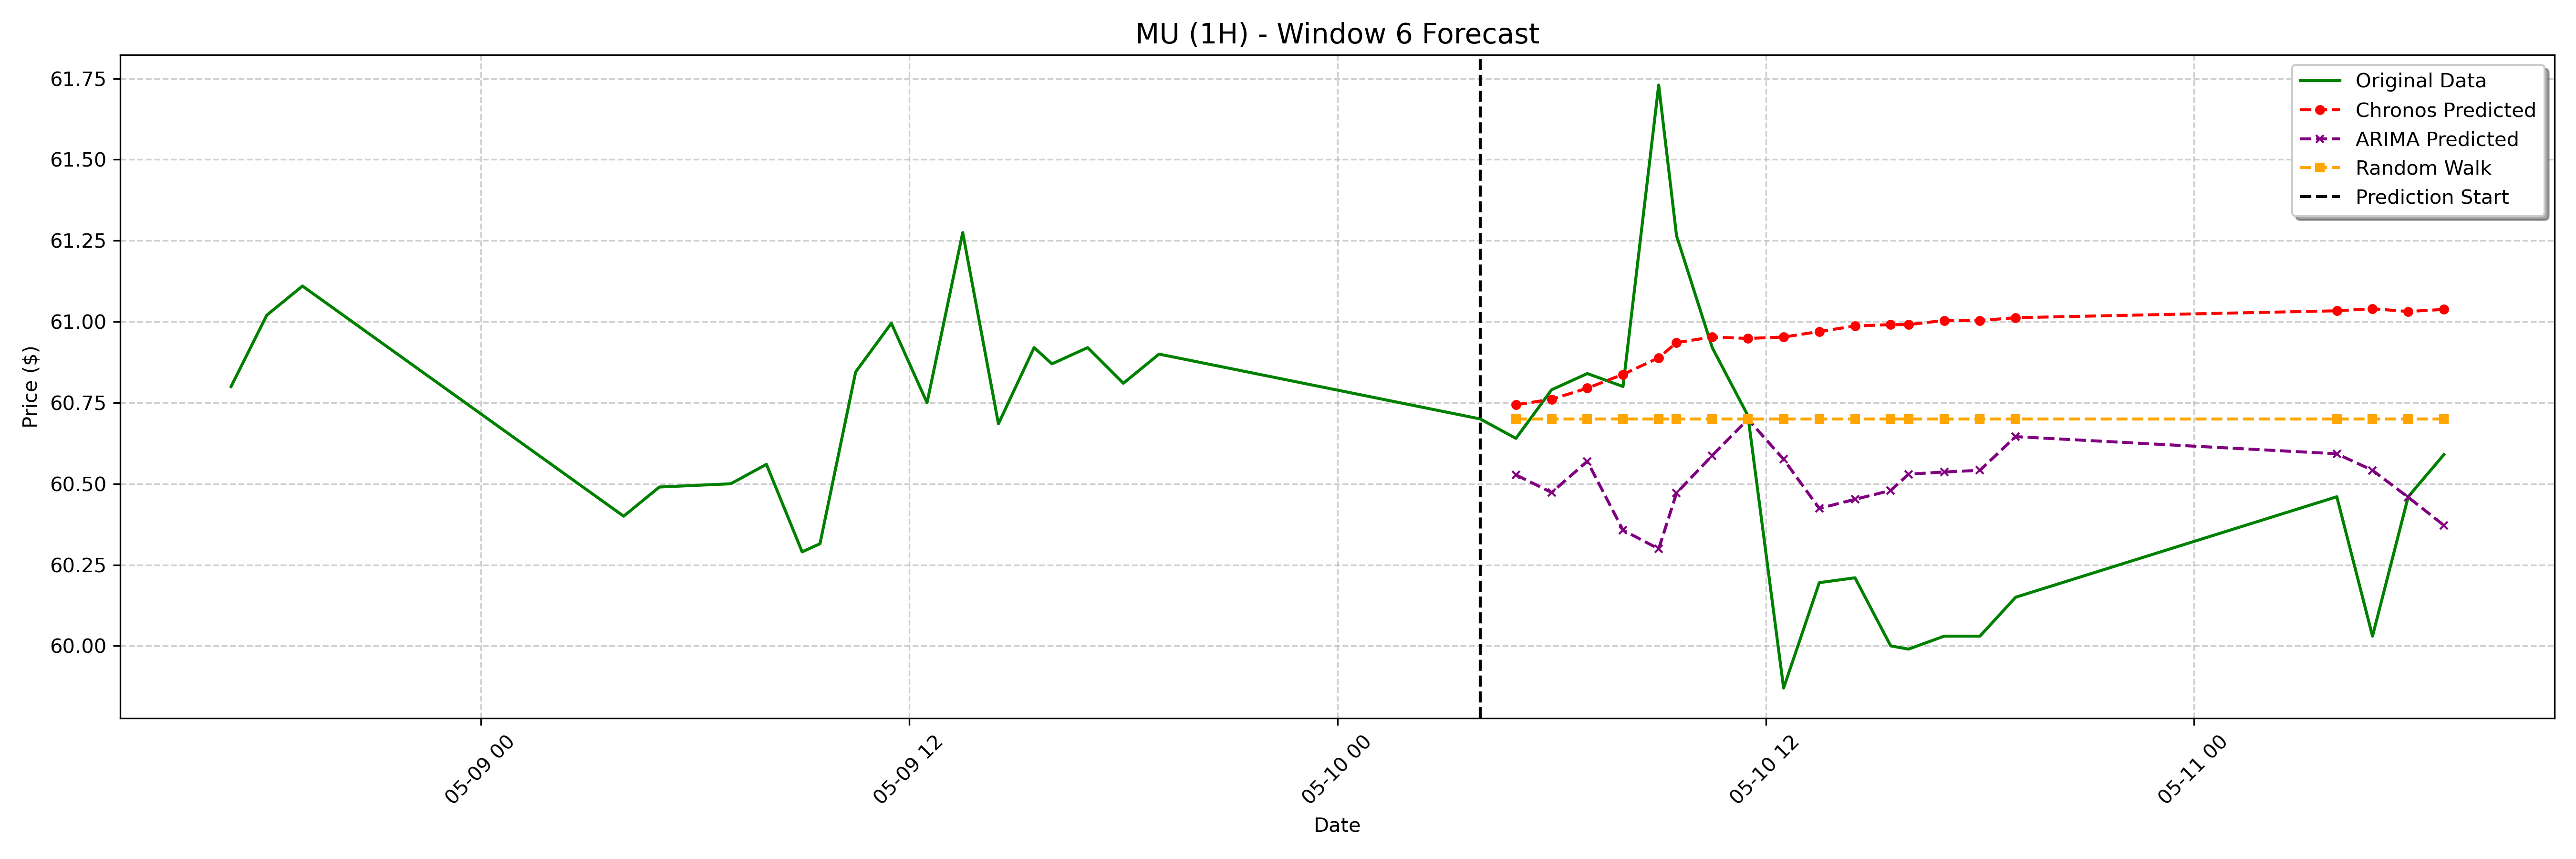 MU (1H) - Window 6 Forecast
Price ($)
61.75
61.50
61.25
61.00
60.75
60.50
60.25
60.00
Original Data
Chronos Predicted
ARIMA Predicted
Random Walk
Prediction Start
05-09 00
05-09 12
05-10 00
05-10 12
05-11 00
Date